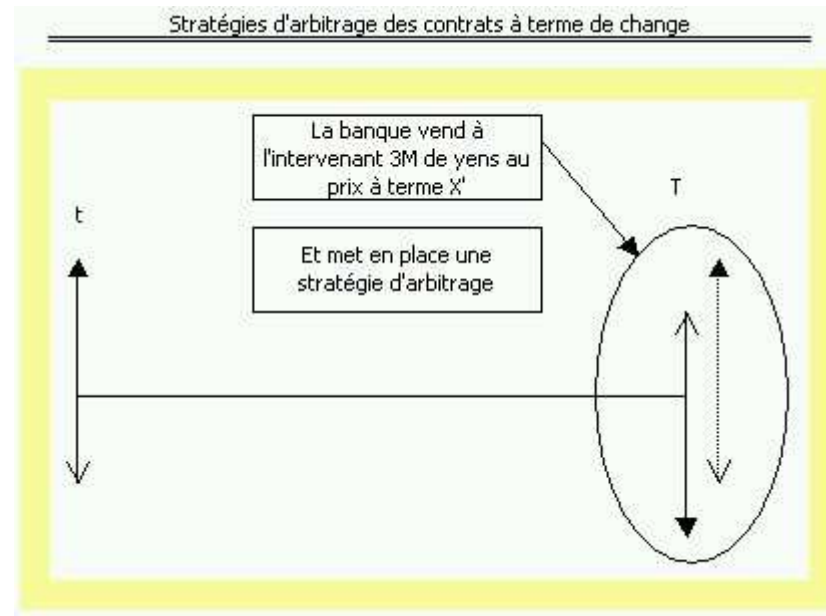 Stratégies d'arbitrage des contrats à terme de change
La banque vend à
l'intervenant 3M de yens au
prix à terme X'
T
t
Et met en place une
stratégie d'arbitrage